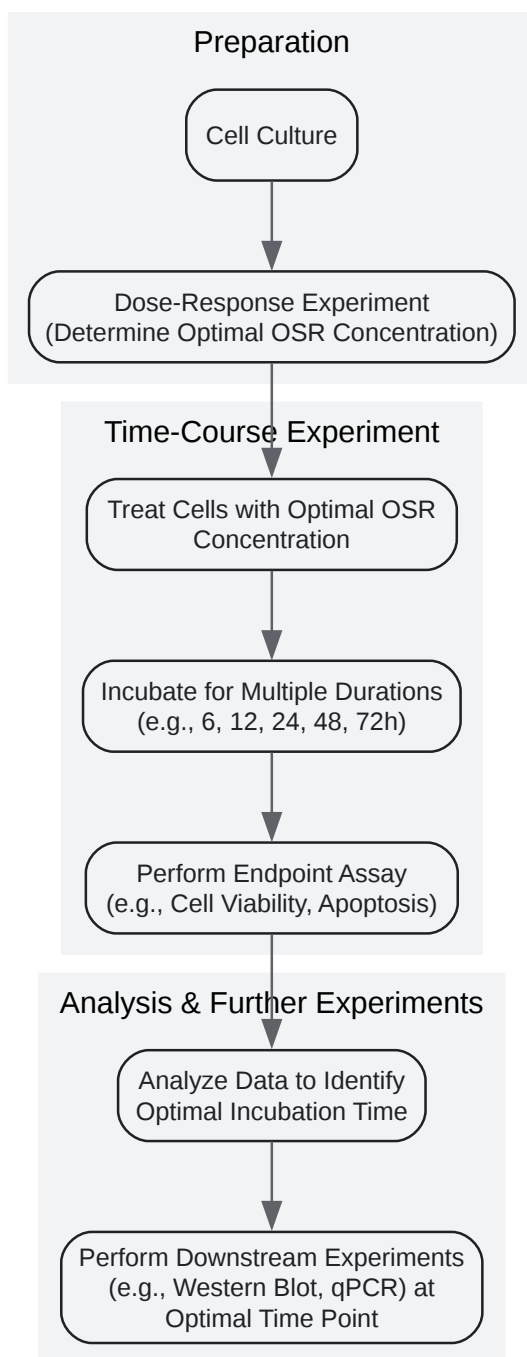 Preparation
Cell Culture
Dose-Response Experiment
(Determine Optimal OSR Concentration)
Time-Course Experiment
Treat Cells with Optimal OSR
Concentration
Incubate for Multiple Durations
(e.g., 6, 12, 24, 48, 72h)
Perform Endpoint Assay
(e.g., Cell Viability, Apoptosis)
Analysis & Further Experiments
Analyze Data to Identify
Optimal Incubation Time
Perform Downstream Experiments
(e.g., Western Blot, qPCR) at
Optimal Time Point